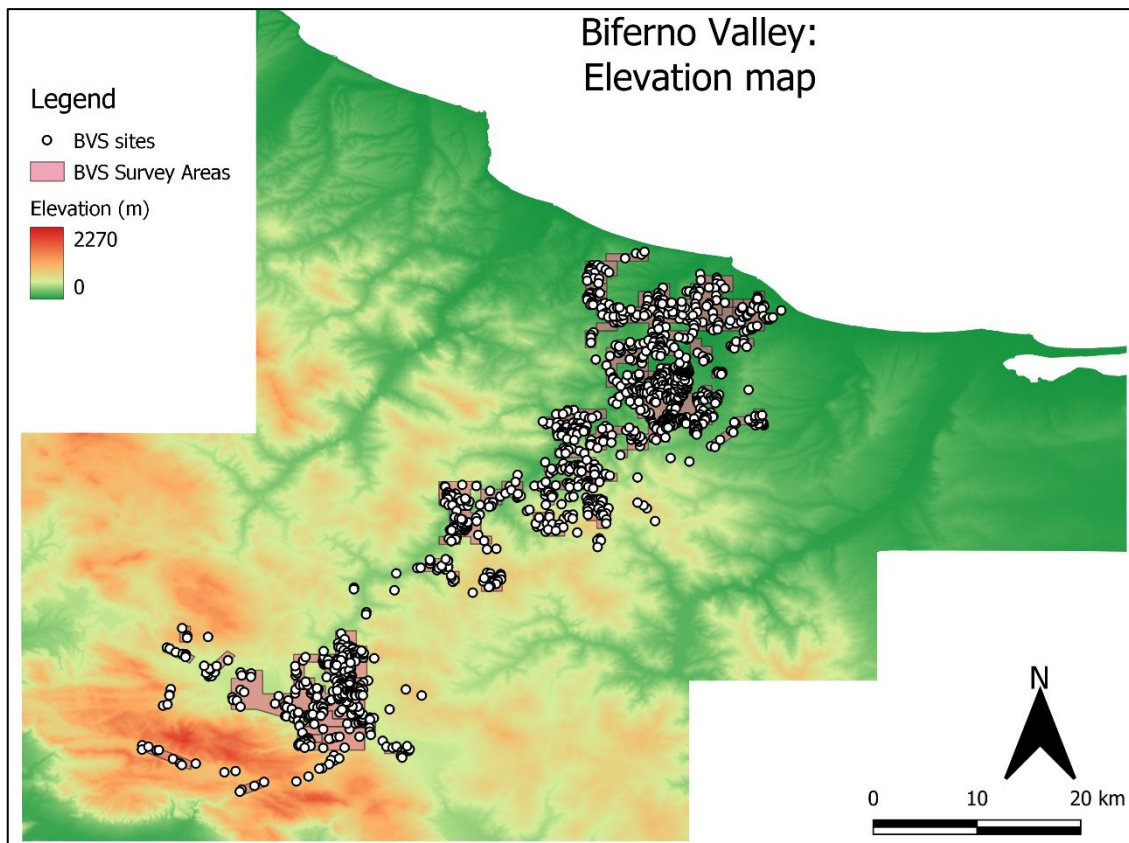 Biferno Valley:
Elevation map
Legend
BVS sites
BVS Survey Areas
Elevation (m)
2270
0
N
0 10 20 km